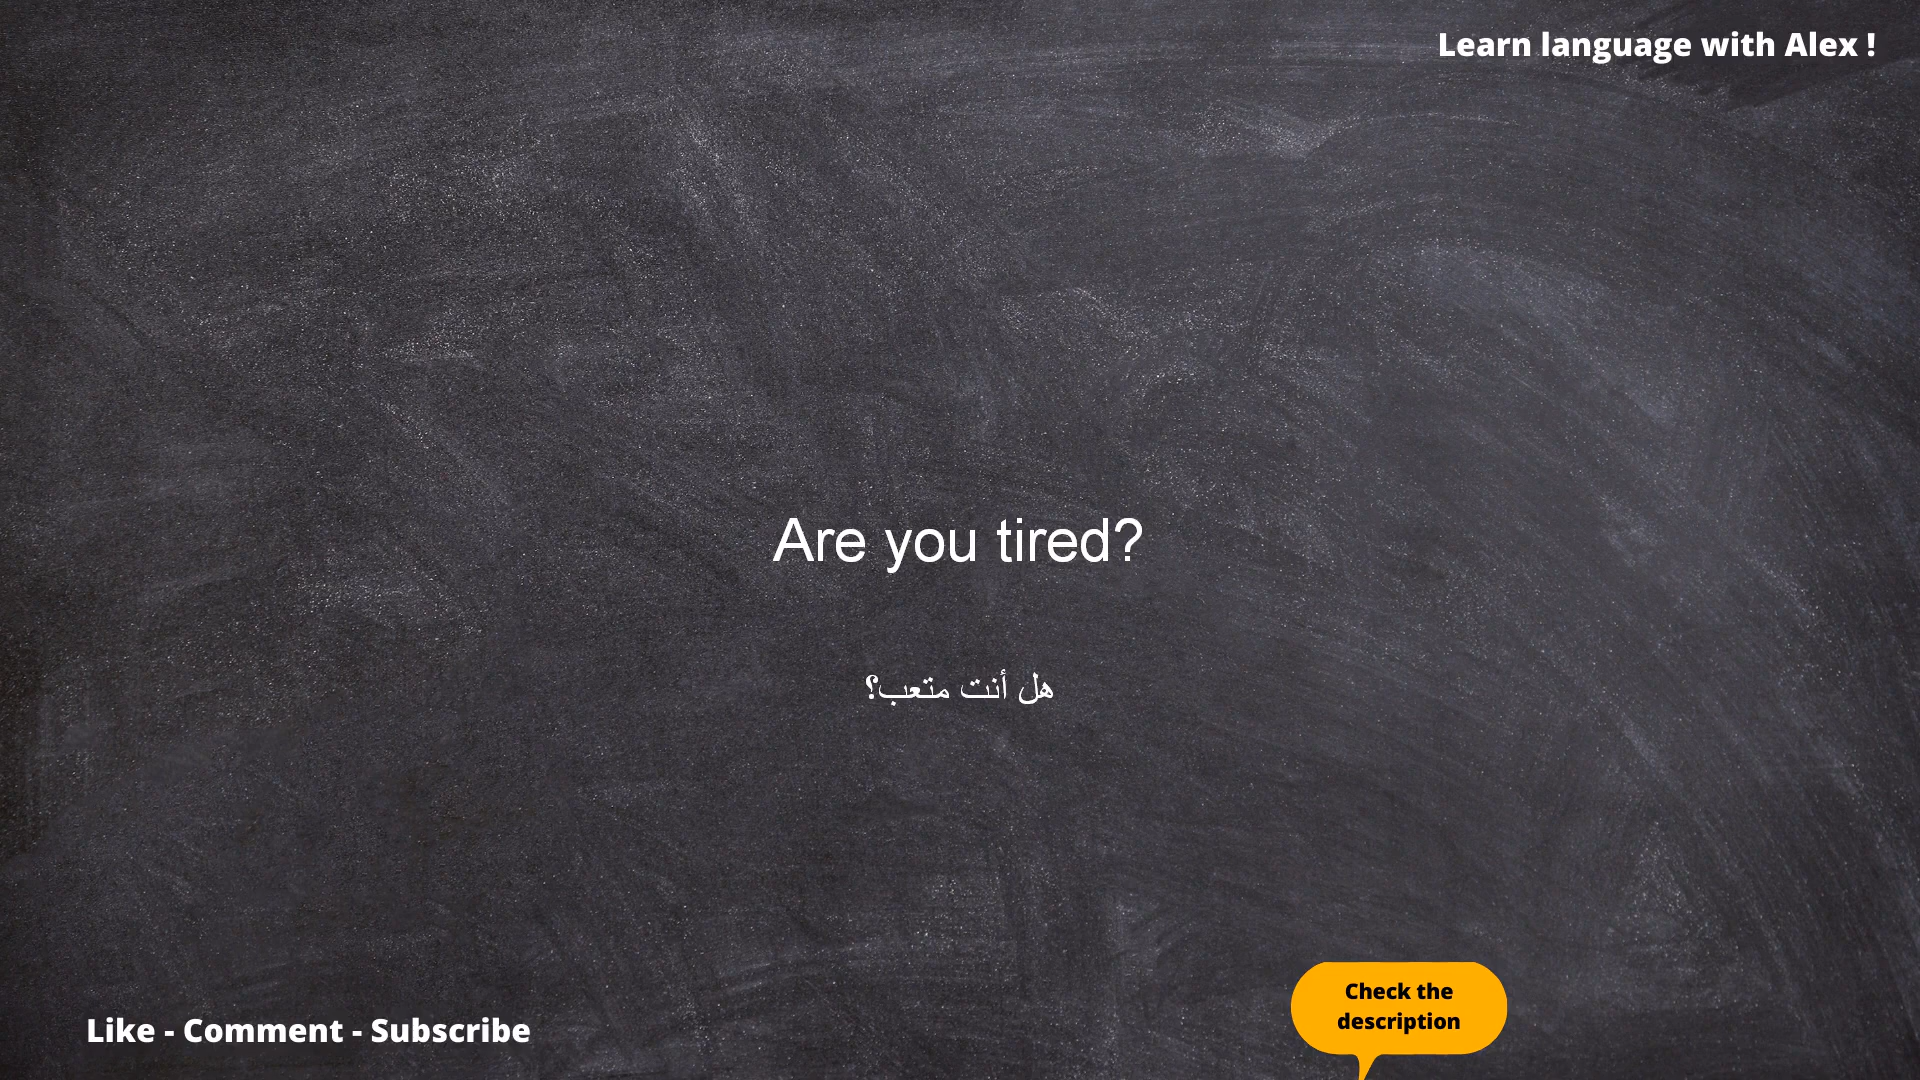 Learn language with Alex !
Are you tired?
هل أنت متعب؟
Check the
description
Like - Comment - Subscribe